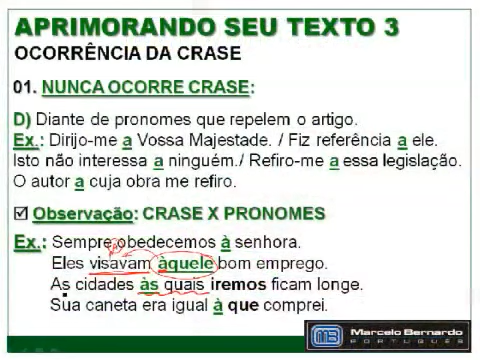 APRIMORANDO SEU TEXTO 3
OCORRÊNCIA DA CRASE
01. NUNCA OCORRE CRASE:
D) Diante de pronomes que repelem o artigo.
Ex.: Dirijo-me a Vossa Majestade. / Fiz referência a ele.
Isto não interessa a ninguém./ Refiro-me a essa legislação.
O autor a cuja obra me refiro.
☑ Observação: CRASE X PRONOMES
Ex.: Sempre obedecemos à senhora.
Eles visavam àquele bom emprego.
As cidades às quais iremos ficam longe.
Sua caneta era igual à que comprei.
MB Marcelo Bernardo
PORTUGUÊS